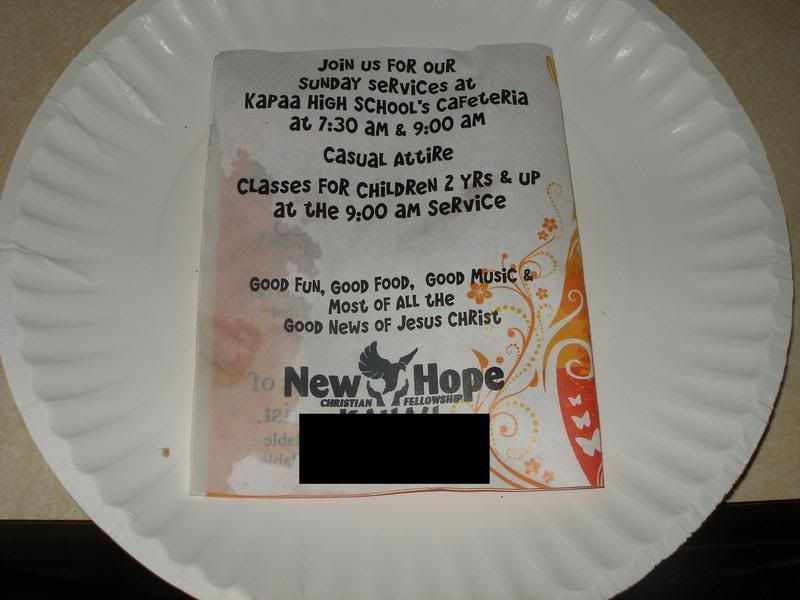 Join us for our
Sunday services at
Kapaa High School's Cafeteria
at 7:30 am & 9:00 am
Casual Attire
Classes for children 2 yrs & up
at the 9:00 am Service
Good Fun, Good Food, Good Music &
Most of All the
Good News of Jesus Christ
New Hope
CHRISTIAN FELLOWSHIP